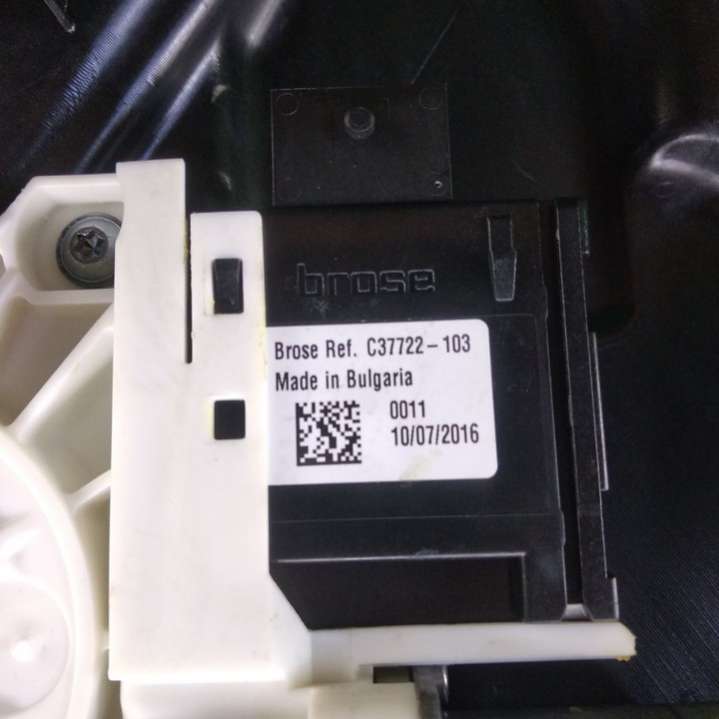 brose
Brose Ref. C37722-103
Made in Bulgaria
0011
10/07/2016